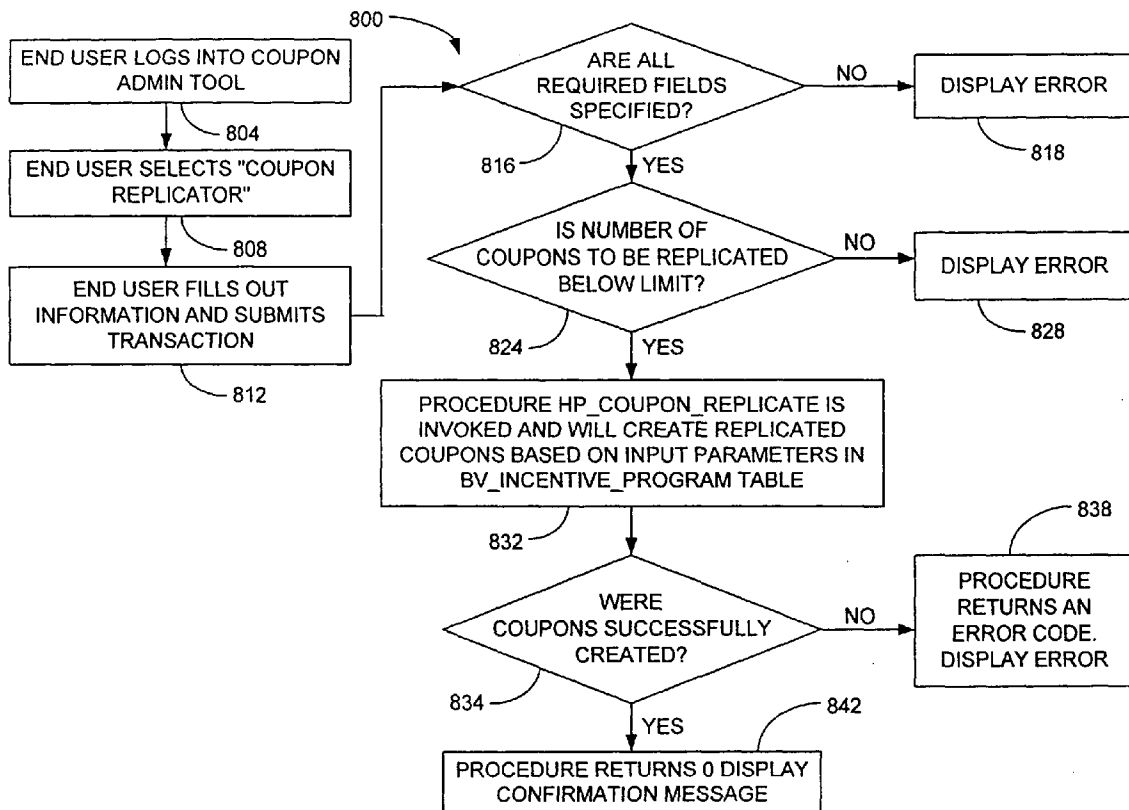 800
END USER LOGS INTO COUPON
ADMIN TOOL
804
END USER SELECTS "COUPON
REPLICATOR"
808
END USER FILLS OUT
INFORMATION AND SUBMITS
TRANSACTION
812
ARE ALL
REQUIRED FIELDS
SPECIFIED?
816
NO
DISPLAY ERROR
818
YES
IS NUMBER OF
COUPONS TO BE REPLICATED
BELOW LIMIT?
824
NO
DISPLAY ERROR
828
YES
PROCEDURE HP_COUPON_REPLICATE IS
INVOKED AND WILL CREATE REPLICATED
COUPONS BASED ON INPUT PARAMETERS IN
BV_INCENTIVE_PROGRAM TABLE
832
WERE
COUPONS SUCCESSFULLY
CREATED?
834
NO
838
PROCEDURE
RETURNS AN
ERROR CODE.
DISPLAY ERROR
YES
842
PROCEDURE RETURNS 0 DISPLAY
CONFIRMATION MESSAGE